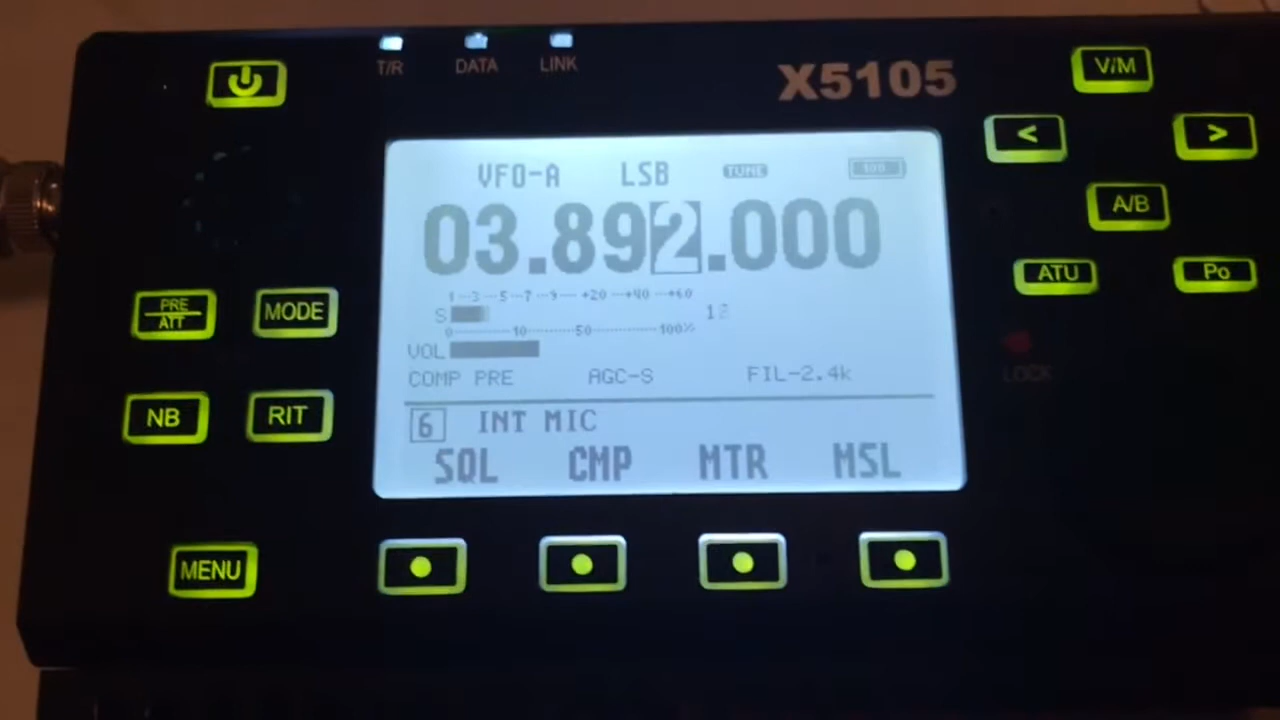 T/R DATA LINK
X5105
V/M
< >
A/B
ATU Po
LOCK
PRE
ATT
MODE
NB RIT
MENU
VFO-A LSB TUNE 100
03.892.000
1 3 5 7 9 +20 +40 +60
S
0 10 50 100%
VOL
COMP PRE AGC-S FIL-2.4k
6 INT MIC
SQL CMP MTR MSL